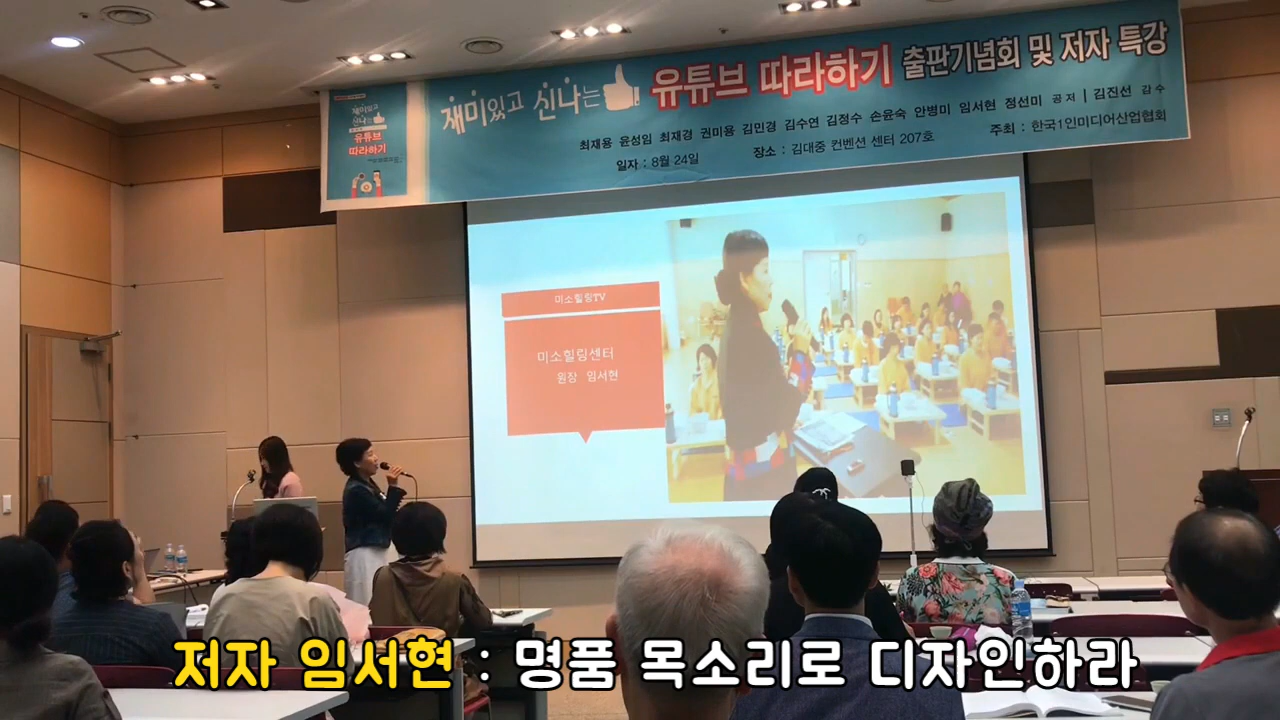 재미있고 신나는 유튜브 따라하기 출판기념회 및 저자 특강
최재용 윤성임 최재경 권미용 김민경 김수연 김정수 손윤숙 안병미 임서현 정선미 공저 | 김진선 감수
일자 : 8월 24일 장소 : 김대중 컨벤션 센터 207호 주최 : 한국1인미디어산업협회
재미있고
신나는
유튜브
따라하기
미소힐링TV
미소힐링센터
원장 임서현
저자 임서현 : 명품 목소리로 디자인하라